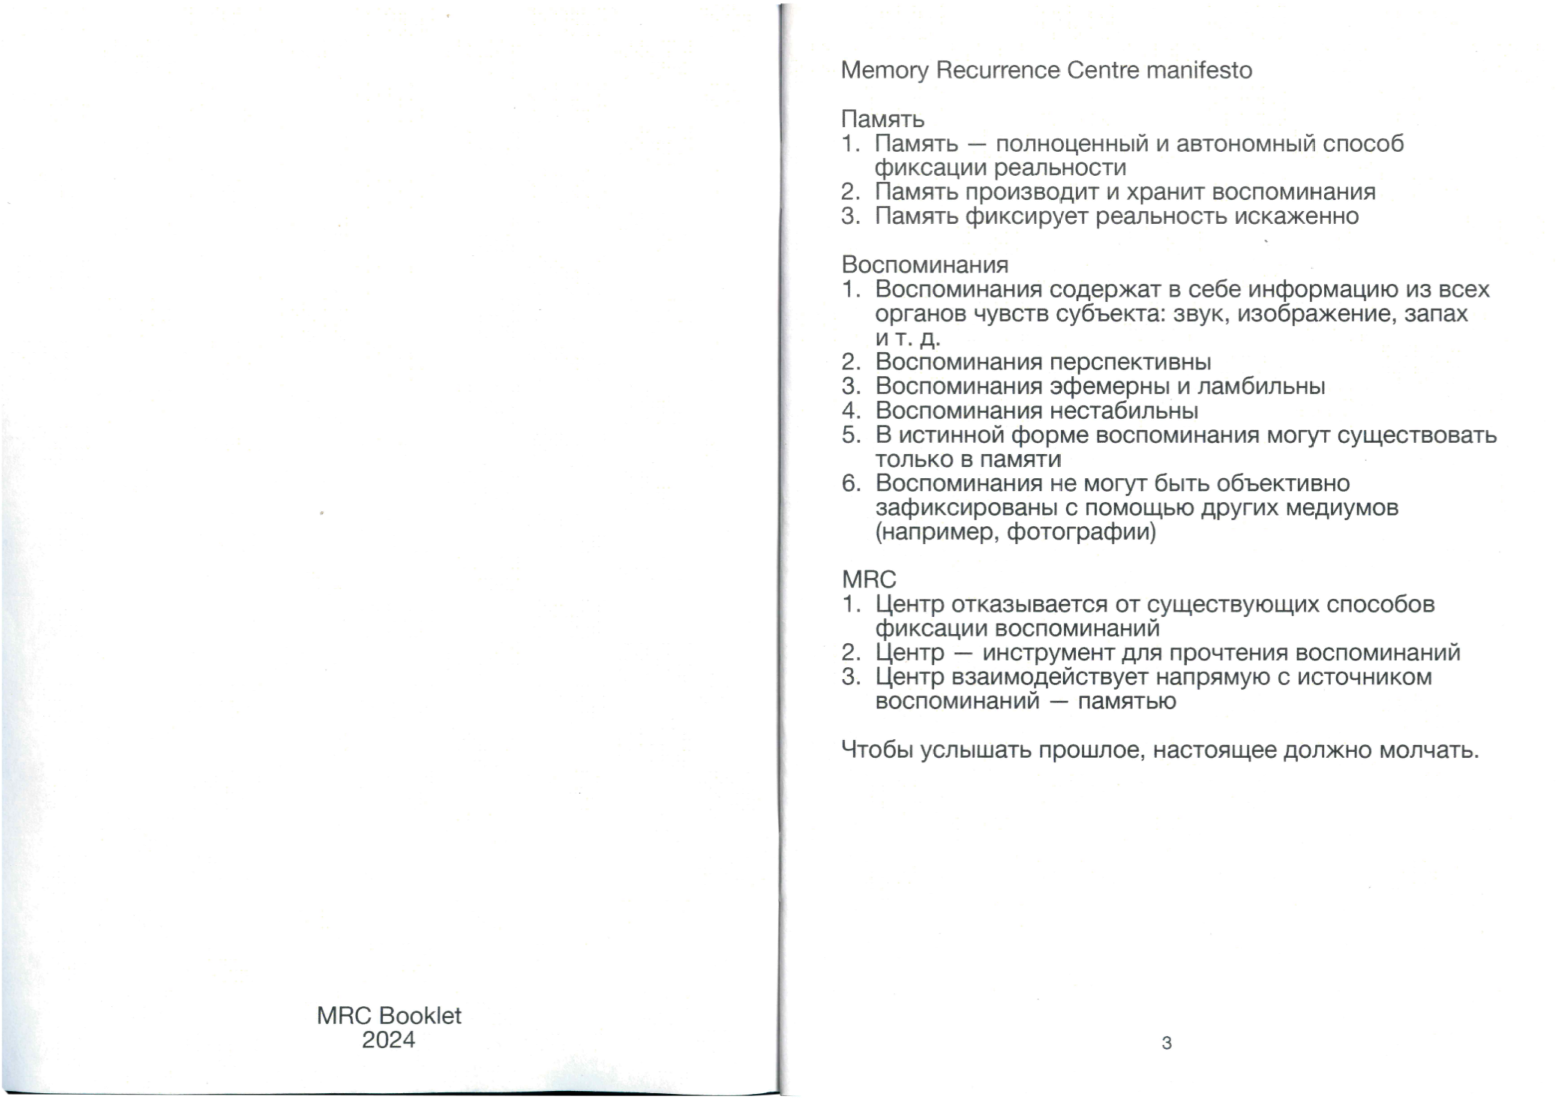 MRC Booklet
2024
Memory Recurrence Centre manifesto
Память
1. Память — полноценный и автономный способ
фиксации реальности
2. Память производит и хранит воспоминания
3. Память фиксирует реальность искаженно
Воспоминания
1. Воспоминания содержат в себе информацию из всех
органов чувств субъекта: звук, изображение, запах
и т. д.
2. Воспоминания перспективны
3. Воспоминания эфемерны и ламбильны
4. Воспоминания нестабильны
5. В истинной форме воспоминания могут существовать
только в памяти
6. Воспоминания не могут быть объективно
зафиксированы с помощью других медиумов
(например, фотографии)
MRC
1. Центр отказывается от существующих способов
фиксации воспоминаний
2. Центр — инструмент для прочтения воспоминаний
3. Центр взаимодействует напрямую с источником
воспоминаний — памятью
Чтобы услышать прошлое, настоящее должно молчать.
3